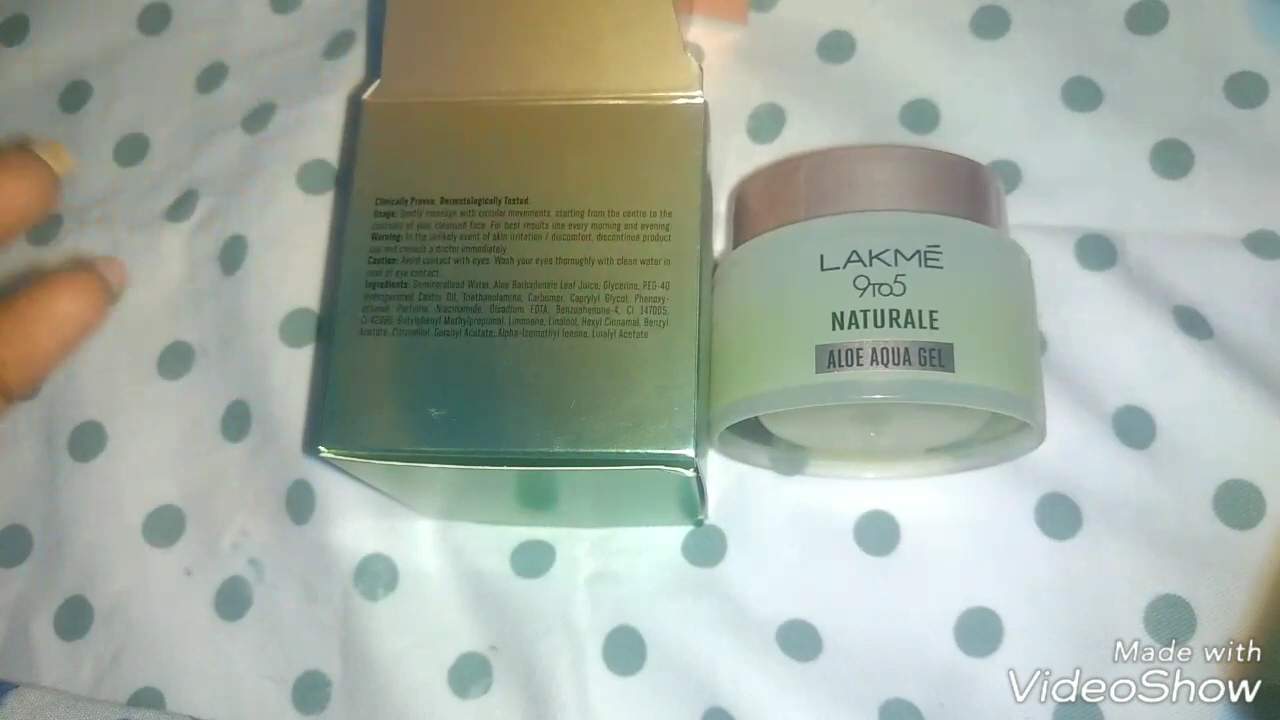 Clinically Proven. Dermatologically Tested.
Usage: Gently massage with circular movements, starting from the centre to the
contours of your cleansed face. For best results use every morning and evening
Warning: In the unlikely event of skin irritation / discomfort, discontinue product
use and consult a doctor immediately
Caution: Avoid contact with eyes. Wash your eyes thoroughly with clean water in
case of eye contact
Ingredients: Demineralised Water, Aloe Barbadensis Leaf Juice, Glycerine, PEG-40
Hydrogenated Castor Oil, Triethanolamine, Carbomer, Caprylyl Glycol, Phenoxy-
ethanol, Perfume, Niacinamide, Disodium EDTA, Benzophenone-4, CI
Butylphenyl Methylpropional, Limonene, Linalool, Hexyl Cinnamal, Benzyl
Acetate, Citronellol, Geranyl Acetate, Alpha-Isomethyl Ionone, Linalyl Acetate
LAKMĒ
9TO5
NATURALE
ALOE AQUA GEL
Made with
VideoShow